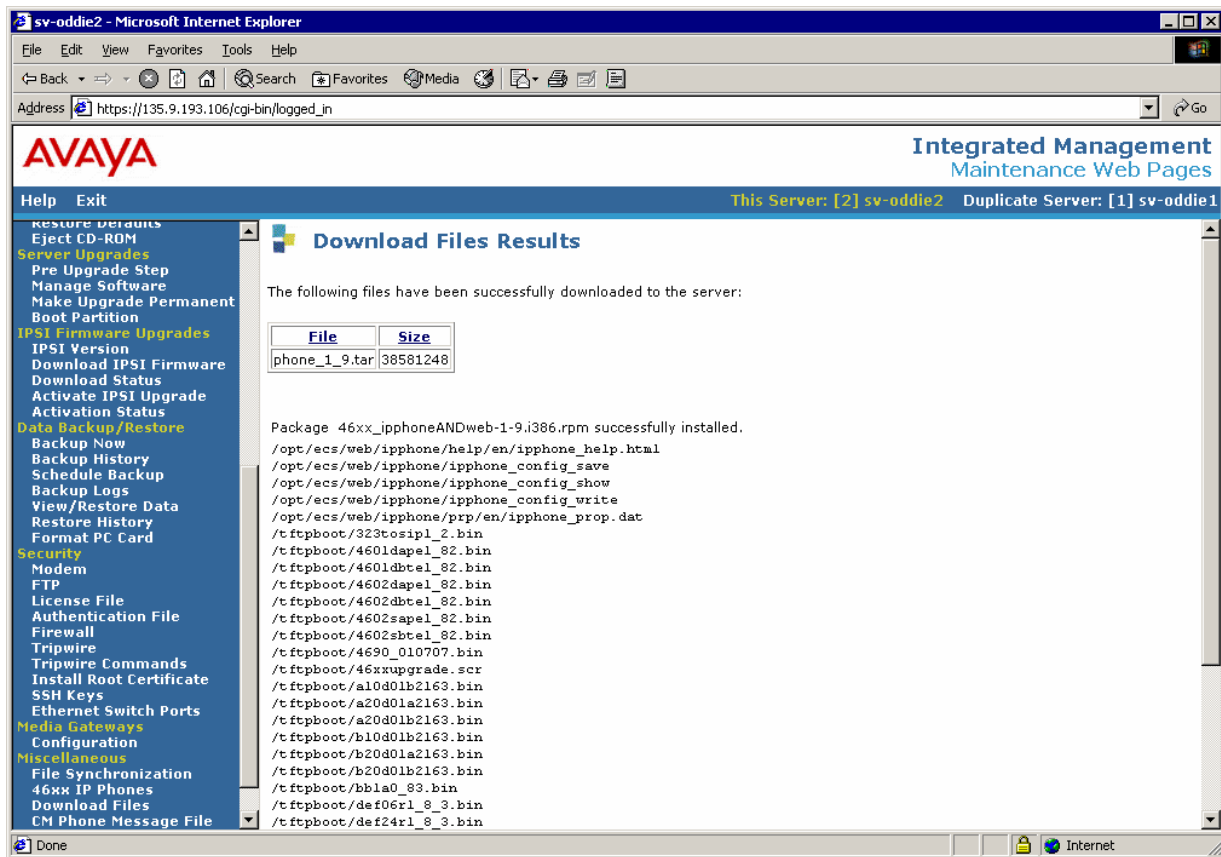 sv-oddie2 - Microsoft Internet Explorer
File Edit View Favorites Tools Help
Back Search Favorites Media
Address https://135.9.193.106/cgi-bin/logged_in Go
AVAYA
Integrated Management
Maintenance Web Pages
Help Exit This Server: [2] sv-oddie2 Duplicate Server: [1] sv-oddie1
Restore Defaults
Eject CD-ROM
Server Upgrades
Pre Upgrade Step
Manage Software
Make Upgrade Permanent
Boot Partition
IPSI Firmware Upgrades
IPSI Version
Download IPSI Firmware
Download Status
Activate IPSI Upgrade
Activation Status
Data Backup/Restore
Backup Now
Backup History
Schedule Backup
Backup Logs
View/Restore Data
Restore History
Format PC Card
Security
Modem
FTP
License File
Authentication File
Firewall
Tripwire
Tripwire Commands
Install Root Certificate
SSH Keys
Ethernet Switch Ports
Media Gateways
Configuration
Miscellaneous
File Synchronization
46xx IP Phones
Download Files
CM Phone Message File
Download Files Results
The following files have been successfully downloaded to the server:
File Size
phone_1_9.tar 38581248
Package 46xx_ipphoneANDweb-1-9.i386.rpm successfully installed.
/opt/ecs/web/ipphone/help/en/ipphone_help.html
/opt/ecs/web/ipphone/ipphone_config_save
/opt/ecs/web/ipphone/ipphone_config_show
/opt/ecs/web/ipphone/ipphone_config_write
/opt/ecs/web/ipphone/prp/en/ipphone_prop.dat
/tftpboot/323tosip1_2.bin
/tftpboot/4601dape1_82.bin
/tftpboot/4601dbte1_82.bin
/tftpboot/4602dape1_82.bin
/tftpboot/4602dbte1_82.bin
/tftpboot/4602sape1_82.bin
/tftpboot/4602sbte1_82.bin
/tftpboot/4690_010707.bin
/tftpboot/46xxupgrade.scr
/tftpboot/a10d01b2163.bin
/tftpboot/a20d01a2163.bin
/tftpboot/a20d01b2163.bin
/tftpboot/b10d01b2163.bin
/tftpboot/b20d01a2163.bin
/tftpboot/b20d01b2163.bin
/tftpboot/bb1a0_83.bin
/tftpboot/def06r1_8_3.bin
/tftpboot/def24r1_8_3.bin
Done Internet